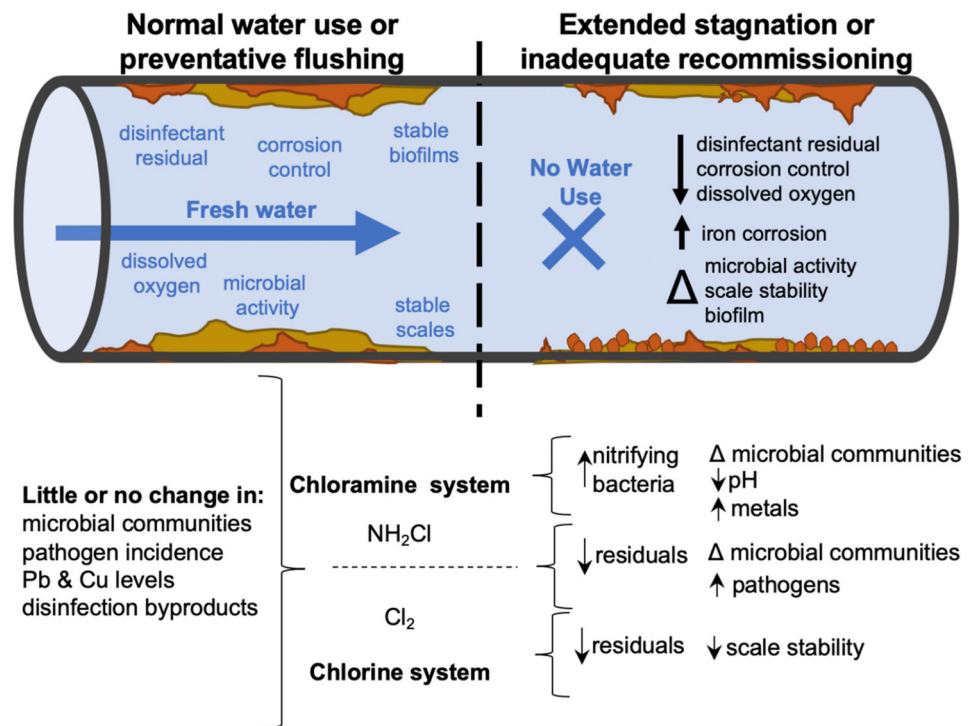 Normal water use or
preventative flushing
Extended stagnation or
inadequate recommissioning
disinfectant
residual
corrosion
control
stable
biofilms
Fresh water
dissolved
oxygen
microbial
activity
stable
scales
No Water
Use
disinfectant residual
corrosion control
dissolved oxygen
iron corrosion
Δ microbial activity
scale stability
biofilm
Little or no change in:
microbial communities
pathogen incidence
Pb & Cu levels
disinfection byproducts
Chloramine system
NH₂Cl
Cl₂
Chlorine system
↑nitrifying
bacteria
Δ microbial communities
↓pH
↑ metals
↓residuals
Δ microbial communities
↑ pathogens
↓residuals
↓ scale stability